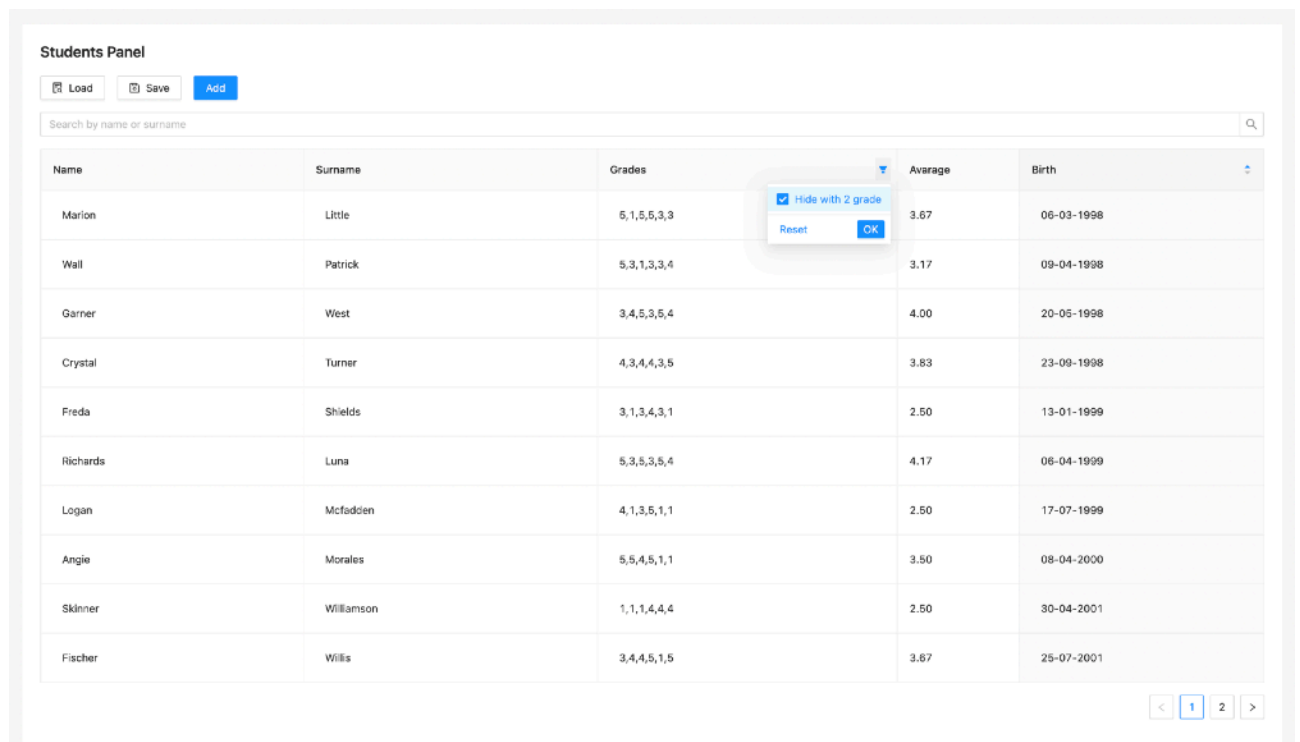 Students Panel
Load Save Add
Search by name or surname
Name Surname Grades Avarage Birth
Hide with 2 grade
Marion Little 5,1,5,5,3,3 3.67 06-03-1998
Reset OK
Wall Patrick 5,3,1,3,3,4 3.17 09-04-1998
Garner West 3,4,5,3,5,4 4.00 20-05-1998
Crystal Turner 4,3,4,4,3,5 3.83 23-09-1998
Freda Shields 3,1,3,4,3,1 2.50 13-01-1999
Richards Luna 5,3,5,3,5,4 4.17 06-04-1999
Logan Mcfadden 4,1,3,5,1,1 2.50 17-07-1999
Angie Morales 5,5,4,5,1,1 3.50 08-04-2000
Skinner Williamson 1,1,1,4,4,4 2.50 30-04-2001
Fischer Willis 3,4,4,5,1,5 3.67 25-07-2001
< 1 2 >